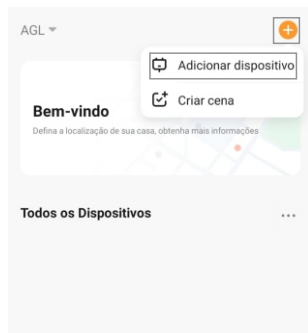 AGL
Adicionar dispositivo
Criar cena
Bem-vindo
Defina a localização de sua casa, obtenha mais informações
Todos os Dispositivos